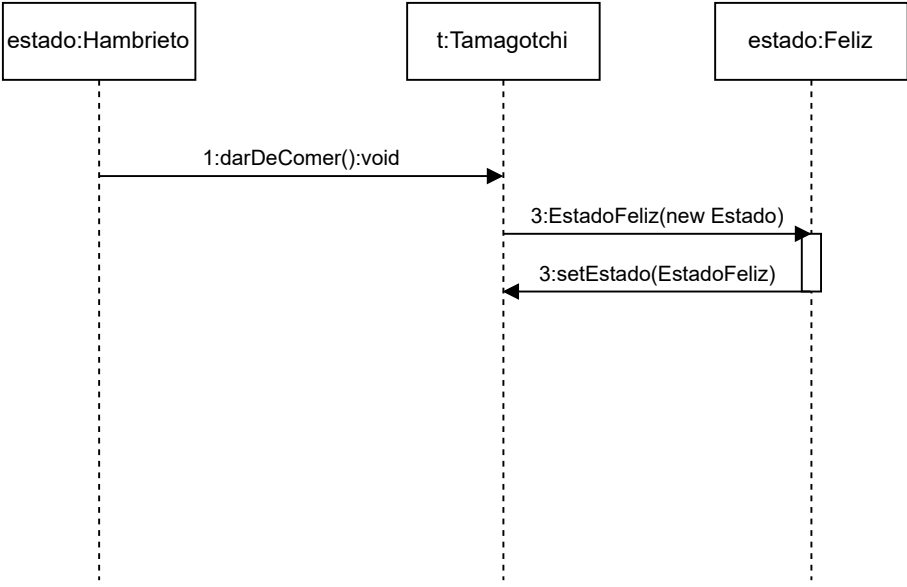 estado:Hambrieto
t:Tamagotchi
estado:Feliz
1:darDeComer():void
3:EstadoFeliz(new Estado)
3:setEstado(EstadoFeliz)